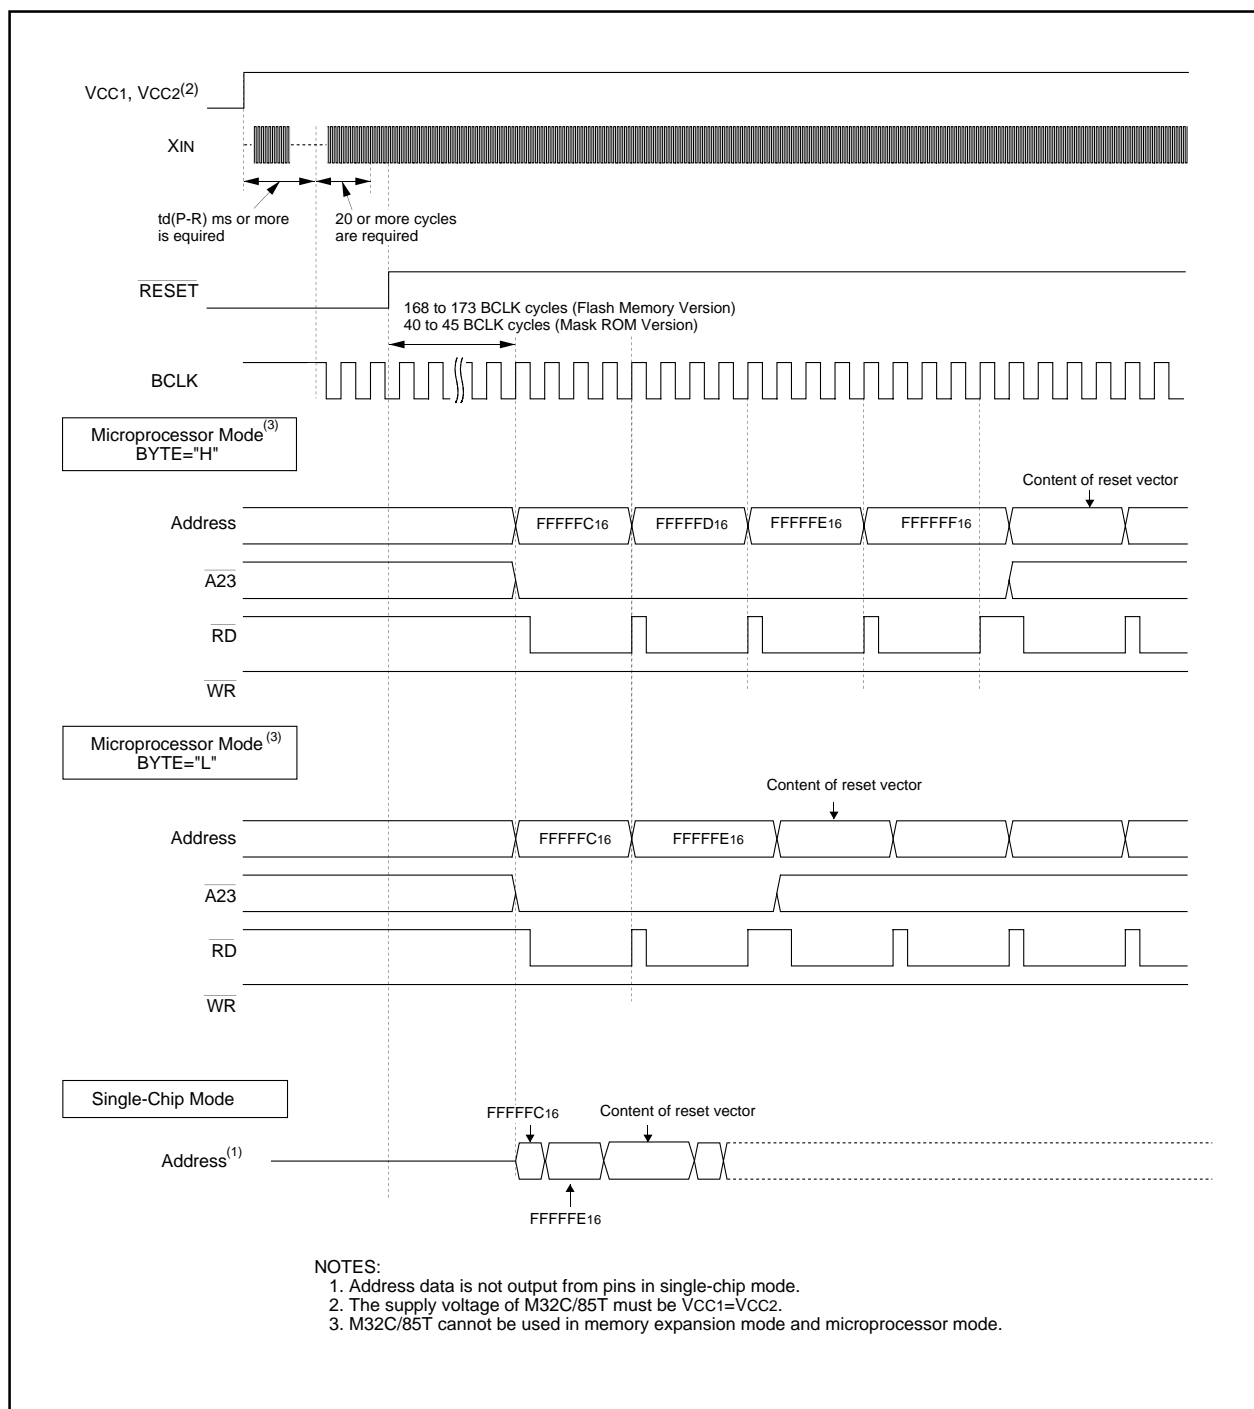 VCC1, VCC2(2)
XIN
td(P-R) ms or more
is equired
20 or more cycles
are required
RESET
168 to 173 BCLK cycles (Flash Memory Version)
40 to 45 BCLK cycles (Mask ROM Version)
BCLK
Microprocessor Mode(3)
BYTE="H"
Content of reset vector
Address
FFFFFC16
FFFFFD16
FFFFFE16
FFFFFF16
A23
RD
WR
Microprocessor Mode(3)
BYTE="L"
Content of reset vector
Address
FFFFFC16
FFFFFE16
A23
RD
WR
Single-Chip Mode
FFFFFC16
Content of reset vector
Address(1)
FFFFFE16
NOTES:
1. Address data is not output from pins in single-chip mode.
2. The supply voltage of M32C/85T must be VCC1=VCC2.
3. M32C/85T cannot be used in memory expansion mode and microprocessor mode.